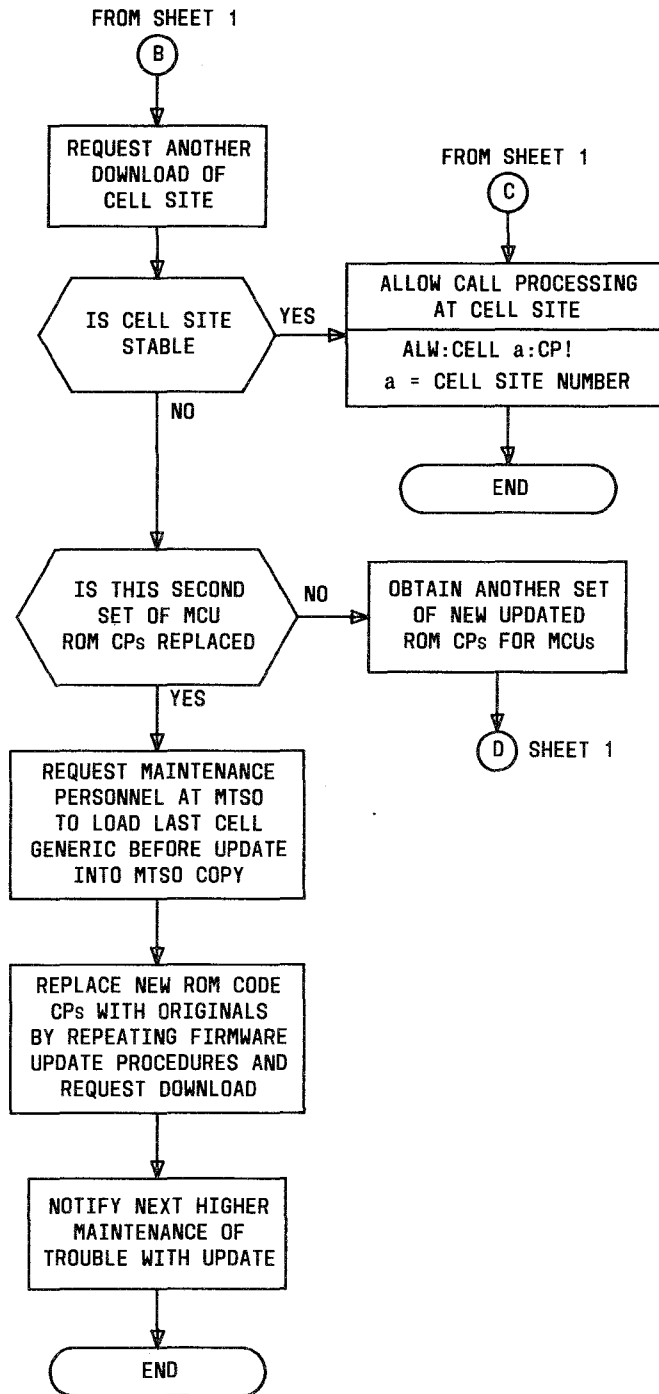 FROM SHEET 1
B
REQUEST ANOTHER
DOWNLOAD OF
CELL SITE
FROM SHEET 1
C
IS CELL SITE
STABLE
YES
NO
ALLOW CALL PROCESSING
AT CELL SITE
ALW:CELL a:CP!
a = CELL SITE NUMBER
END
IS THIS SECOND
SET OF MCU
ROM CPs REPLACED
NO
YES
OBTAIN ANOTHER SET
OF NEW UPDATED
ROM CPs FOR MCUs
D SHEET 1
REQUEST MAINTENANCE
PERSONNEL AT MTSO
TO LOAD LAST CELL
GENERIC BEFORE UPDATE
INTO MTSO COPY
REPLACE NEW ROM CODE
CPs WITH ORIGINALS
BY REPEATING FIRMWARE
UPDATE PROCEDURES AND
REQUEST DOWNLOAD
NOTIFY NEXT HIGHER
MAINTENANCE OF
TROUBLE WITH UPDATE
END